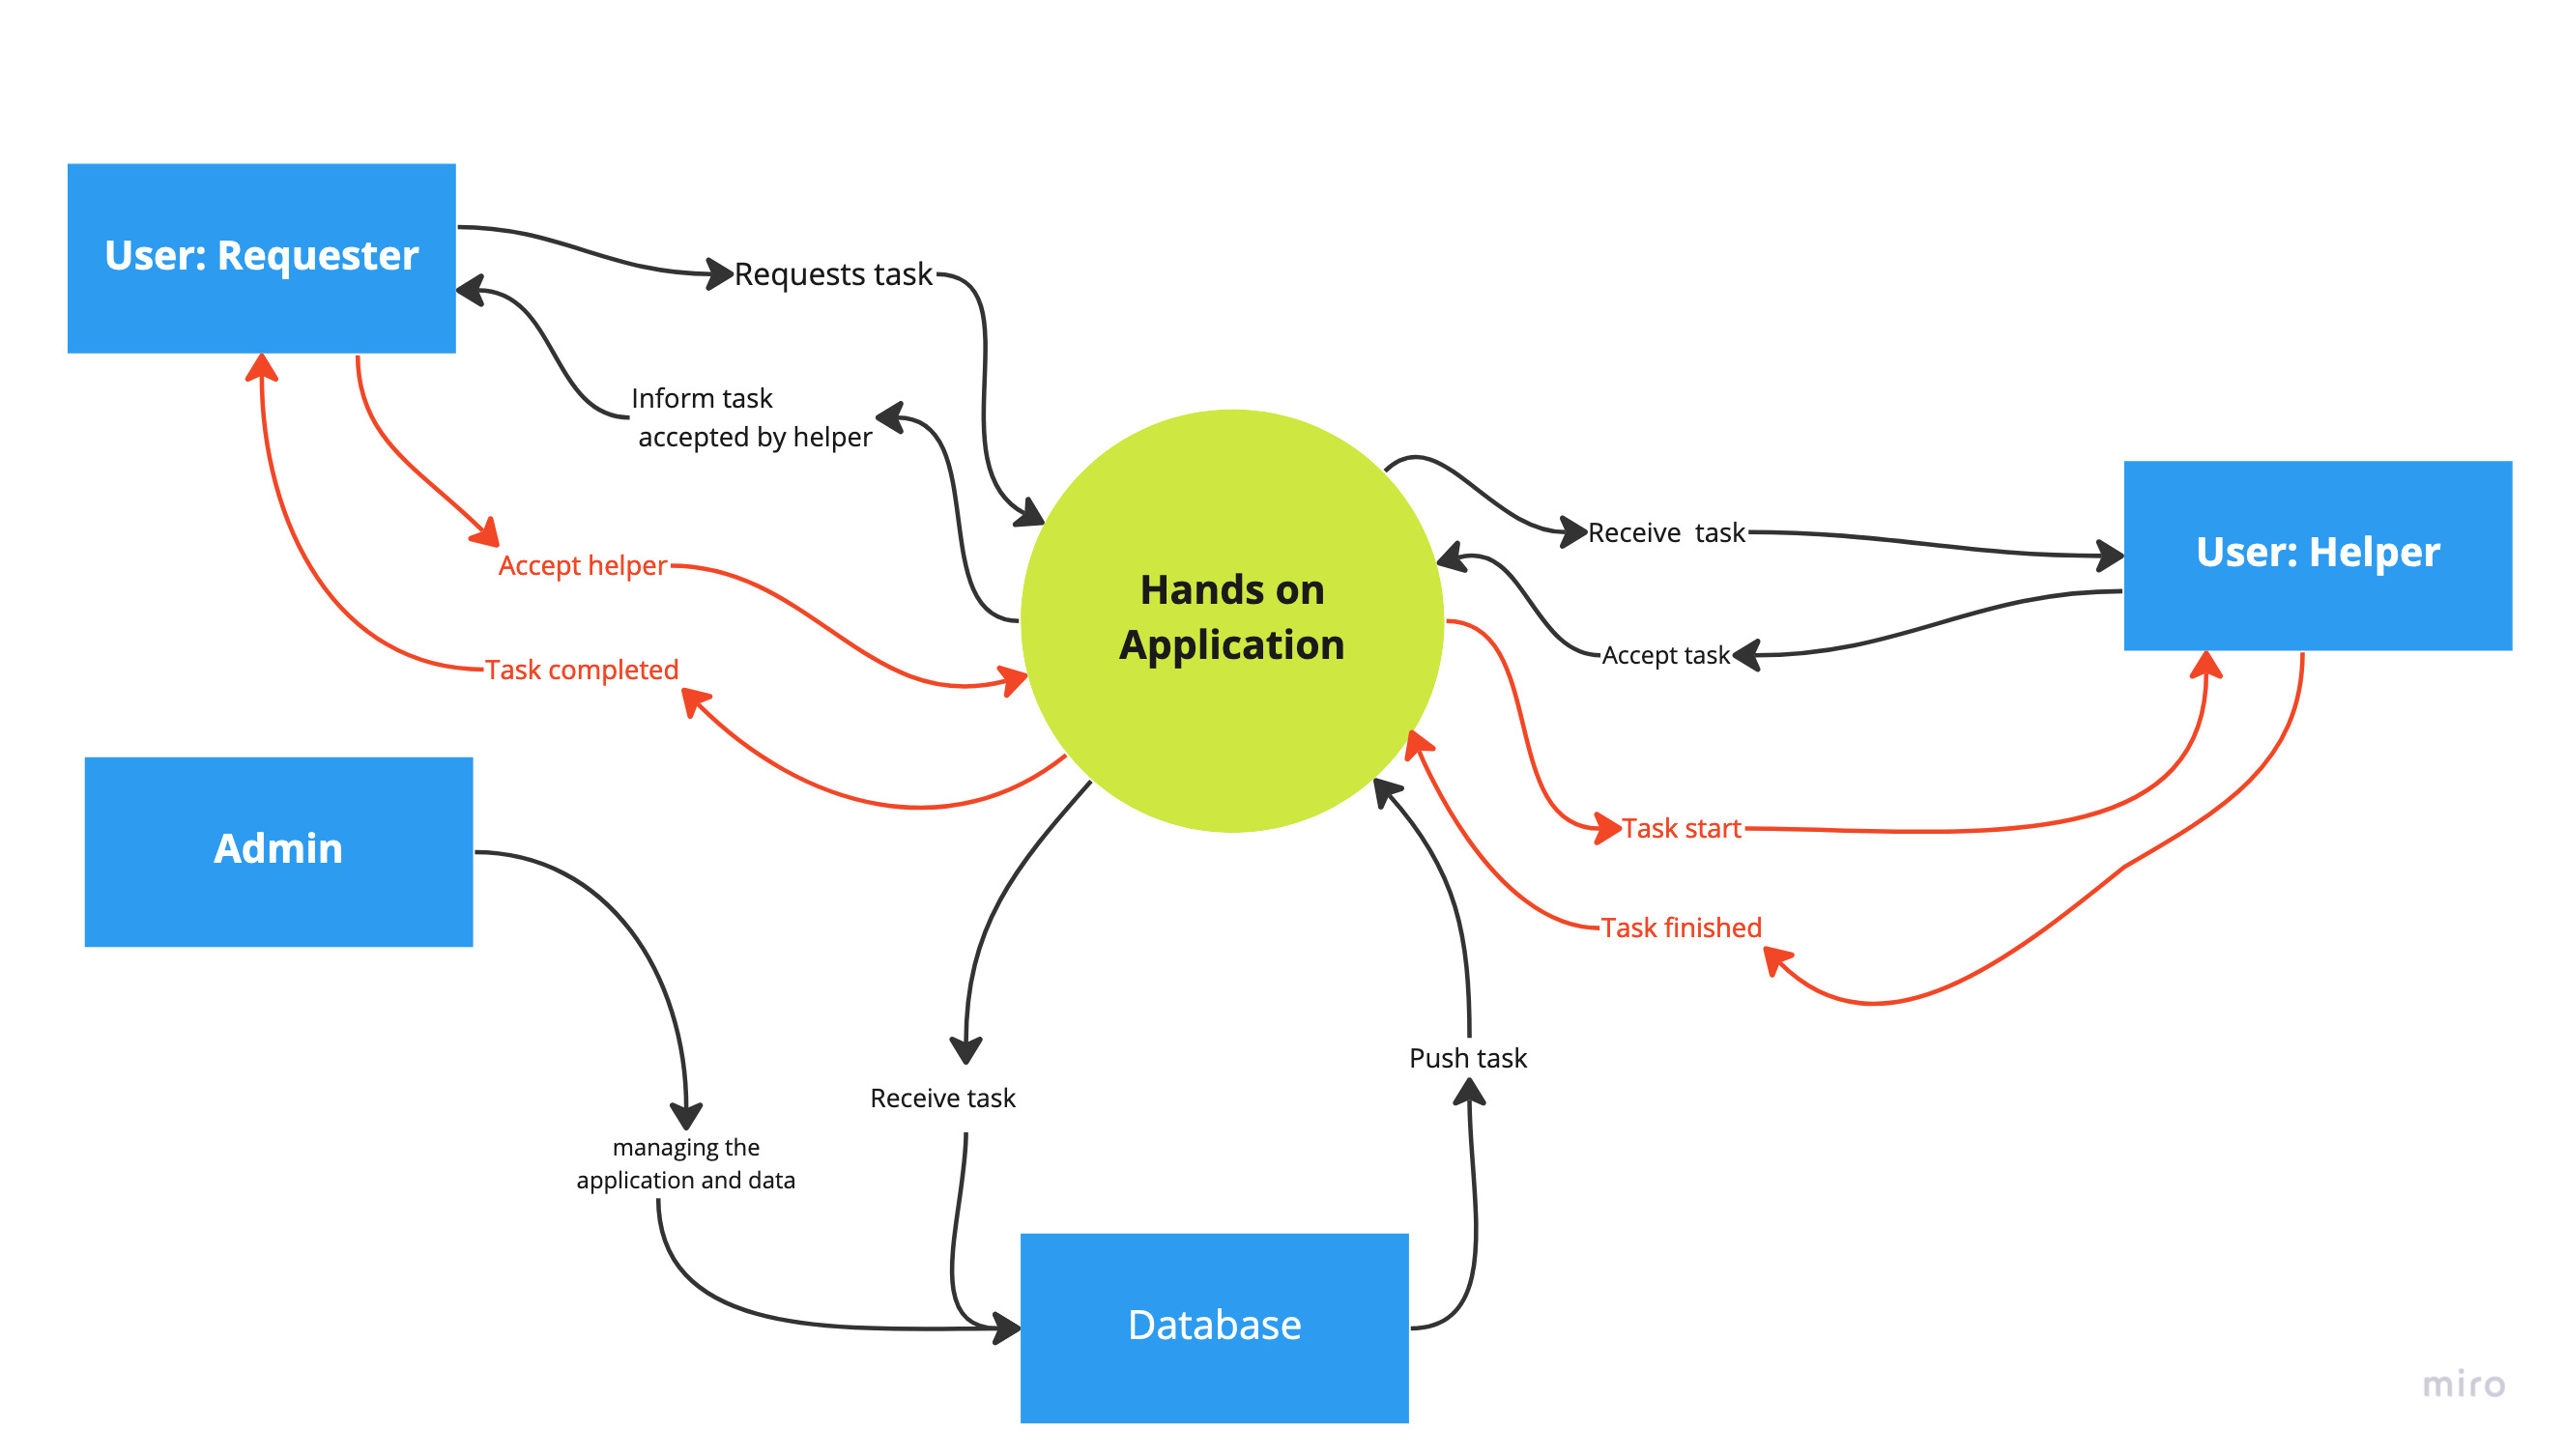 User: Requester
Requests task
Inform task
accepted by helper
Accept helper
Task completed
Hands on
Application
Receive  task
User: Helper
Accept task
Task start
Task finished
Admin
managing the
application and data
Receive task
Push task
Database
miro